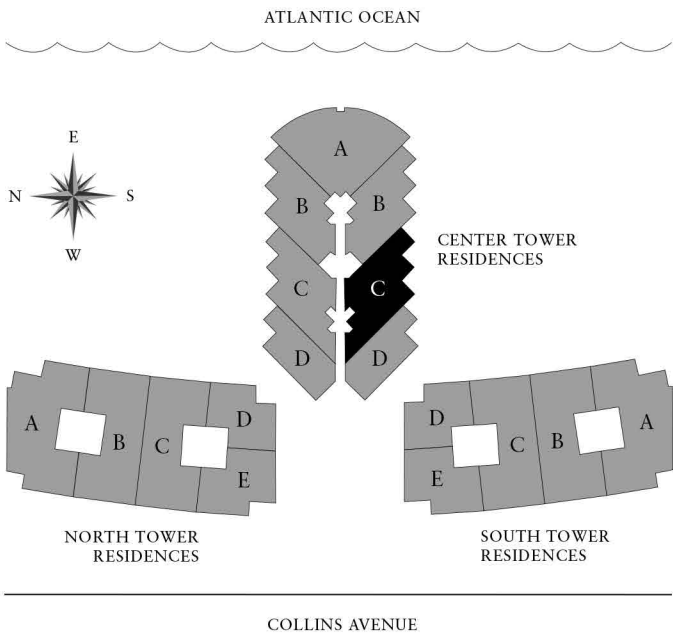 ATLANTIC OCEAN
E
N
S
W
A
B
B
CENTER TOWER
RESIDENCES
C
C
D
D
A
B
C
D
E
D
E
C
B
A
NORTH TOWER
RESIDENCES
SOUTH TOWER
RESIDENCES
COLLINS AVENUE